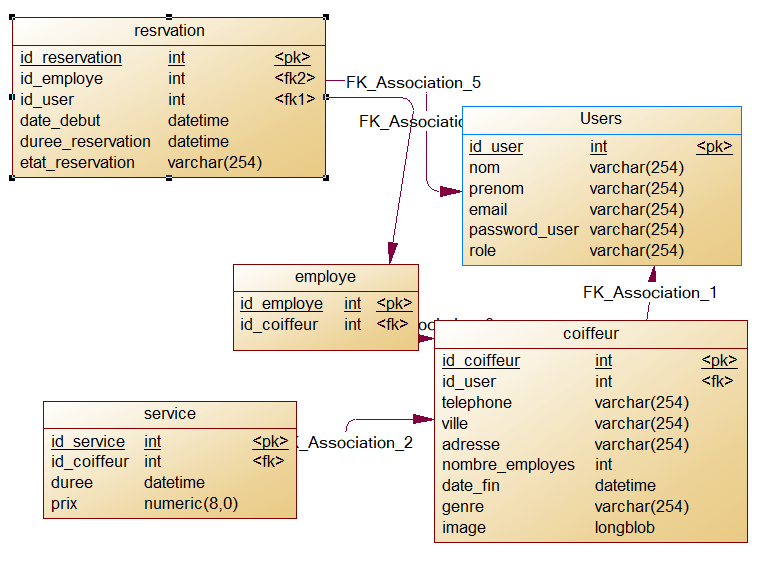 resrvation
id_reservation int <pk>
id_employe int <fk2>
id_user int <fk1>
date_debut datetime
duree_reservation datetime
etat_reservation varchar(254)
FK_Association_5
FK_Associa
Users
id_user int <pk>
nom varchar(254)
prenom varchar(254)
email varchar(254)
password_user varchar(254)
role varchar(254)
employe
id_employe int <pk>
id_coiffeur int <fk>
FK_Association_1
coiffeur
id_coiffeur int <pk>
id_user int <fk>
telephone varchar(254)
ville varchar(254)
adresse varchar(254)
nombre_employes int
date_fin datetime
genre varchar(254)
image longblob
service
id_service int <pk>
id_coiffeur int <fk>
duree datetime
prix numeric(8,0)
_Association_2